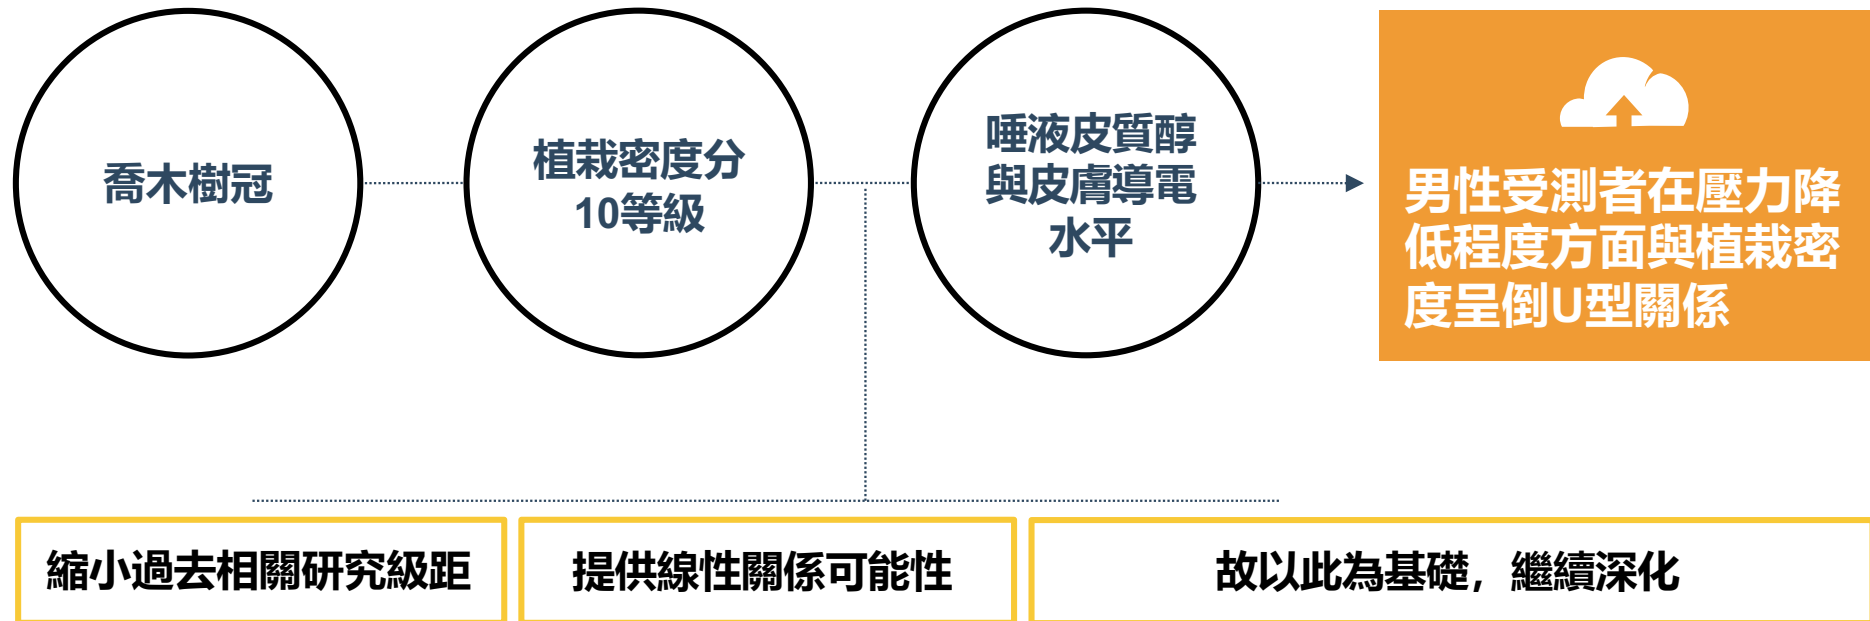 喬木樹冠
植栽密度分
10等級
唾液皮質醇
與皮膚導電
水平
男性受測者在壓力降
低程度方面與植栽密
度呈倒U型關係
縮小過去相關研究級距
提供線性關係可能性
故以此為基礎，繼續深化